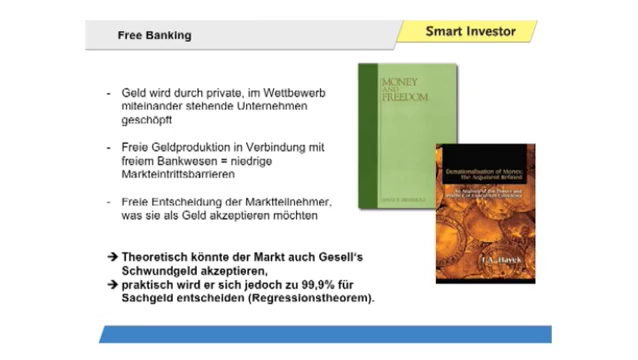 Free Banking
Smart Investor
- Geld wird durch private, im Wettbewerb
miteinander stehende Unternehmen
geschöpft
- Freie Geldproduktion in Verbindung mit
freiem Bankwesen = niedrige
Markteintrittsbarrieren
- Freie Entscheidung der Marktteilnehmer,
was sie als Geld akzeptieren möchten
➔ Theoretisch könnte der Markt auch Gesell's
Schwundgeld akzeptieren,
➔ praktisch wird er sich jedoch zu 99,9% für
Sachgeld entscheiden (Regressionstheorem).
MONEY
AND
FREEDOM
Denationalisation of Money:
the Argument Refined
F.A. Hayek